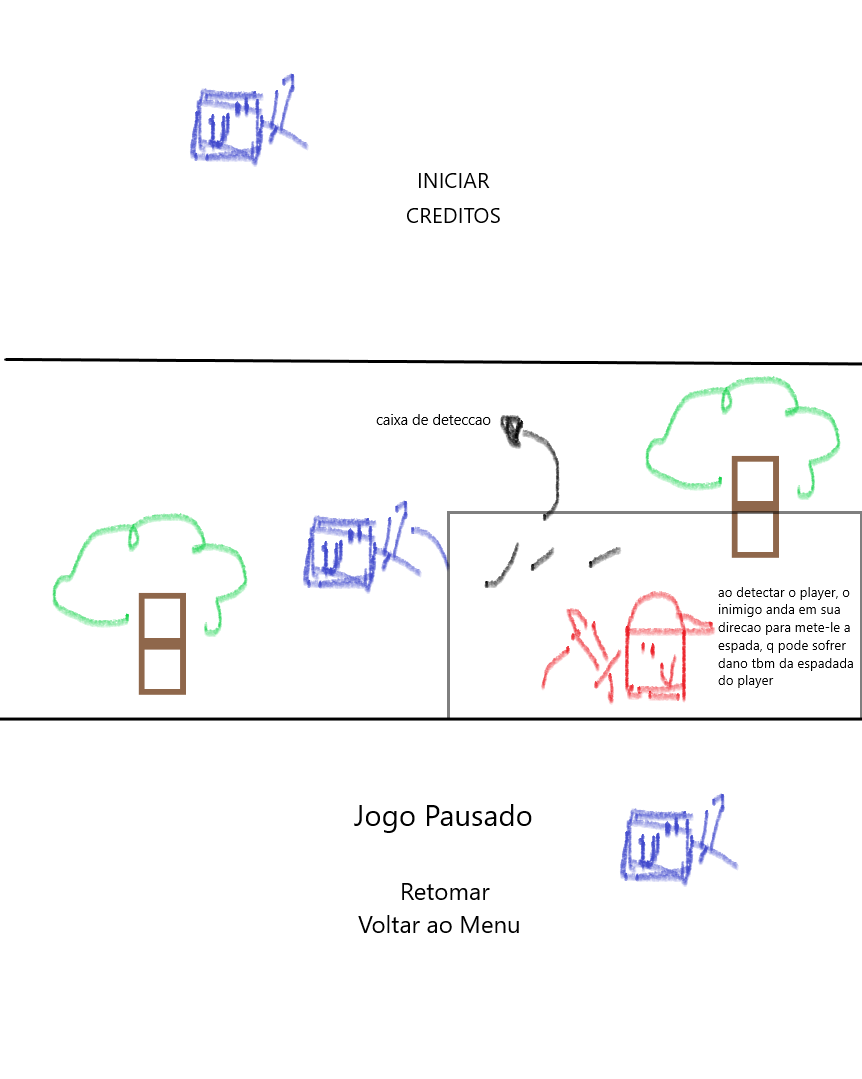 INICIAR
CREDITOS
caixa de deteccao
ao detectar o player, o
inimigo anda em sua
direcao para mete-le a
espada, q pode sofrer
dano tbm da espadada
do player
Jogo Pausado
Retomar
Voltar ao Menu